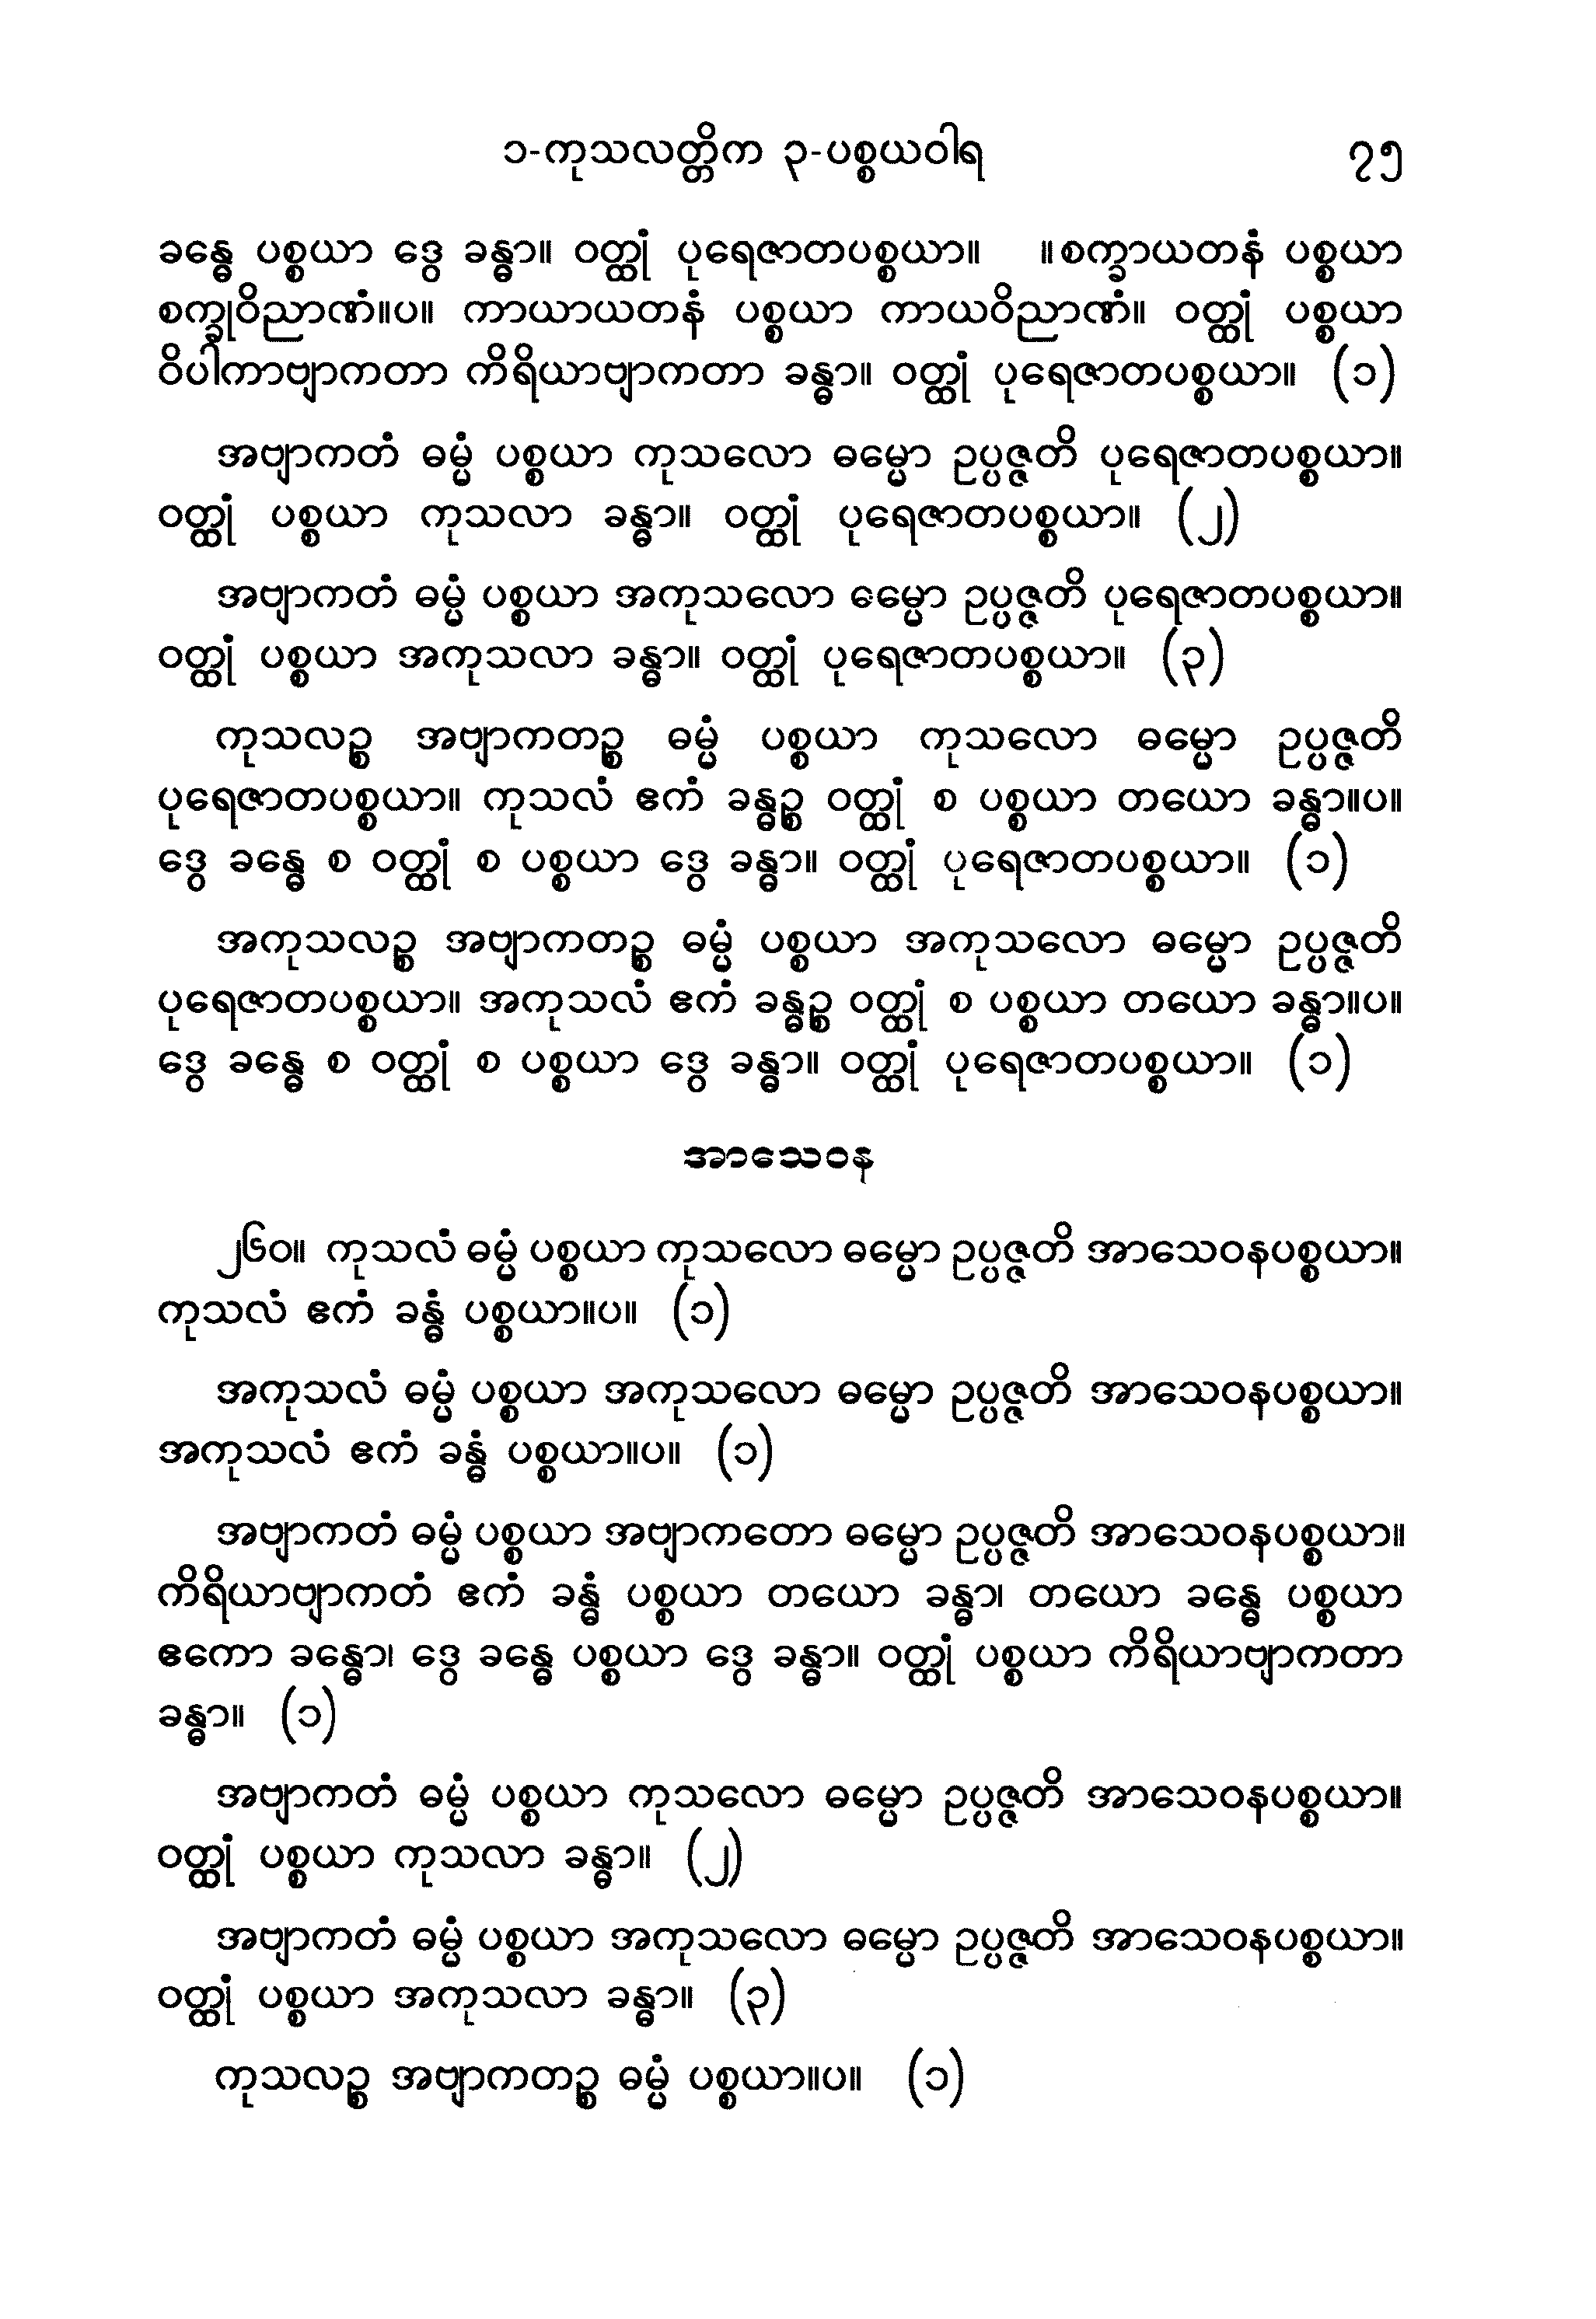 ၁-ကုသလတ္တိက ၃-ပစ္စယဝါရ ၇၅
ခန္ဓေ ပစ္စယာ ဒွေ ခန္ဓာ။ ဝတ္ထုံ ပုရေဇာတပစ္စယာ။ ။စက္ခာယတနံ ပစ္စယာ
စက္ခုဝိညာဏံ။ပ။ ကာယာယတနံ ပစ္စယာ ကာယဝိညာဏံ။ ဝတ္ထုံ ပစ္စယာ
ဝိပါကာဗျာကတာ ကိရိယာဗျာကတာ ခန္ဓာ။ ဝတ္ထုံ ပုရေဇာတပစ္စယာ။ (၁)
အဗျာကတံ ဓမ္မံ ပစ္စယာ ကုသလော ဓမ္မော ဥပ္ပဇ္ဇတိ ပုရေဇာတပစ္စယာ။
ဝတ္ထုံ ပစ္စယာ ကုသလာ ခန္ဓာ။ ဝတ္ထုံ ပုရေဇာတပစ္စယာ။ (၂)
အဗျာကတံ ဓမ္မံ ပစ္စယာ အကုသလော ဓမ္မော ဥပ္ပဇ္ဇတိ ပုရေဇာတပစ္စယာ။
ဝတ္ထုံ ပစ္စယာ အကုသလာ ခန္ဓာ။ ဝတ္ထုံ ပုရေဇာတပစ္စယာ။ (၃)
ကုသလဉ္စ အဗျာကတဉ္စ ဓမ္မံ ပစ္စယာ ကုသလော ဓမ္မော ဥပ္ပဇ္ဇတိ
ပုရေဇာတပစ္စယာ။ ကုသလံ ဧကံ ခန္ဓဉ္စ ဝတ္ထုံ စ ပစ္စယာ တယော ခန္ဓာ။ပ။
ဒွေ ခန္ဓေ စ ဝတ္ထုံ စ ပစ္စယာ ဒွေ ခန္ဓာ။ ဝတ္ထုံ ပုရေဇာတပစ္စယာ။ (၁)
အကုသလဉ္စ အဗျာကတဉ္စ ဓမ္မံ ပစ္စယာ အကုသလော ဓမ္မော ဥပ္ပဇ္ဇတိ
ပုရေဇာတပစ္စယာ။ အကုသလံ ဧကံ ခန္ဓဉ္စ ဝတ္ထုံ စ ပစ္စယာ တယော ခန္ဓာ။ပ။
ဒွေ ခန္ဓေ စ ဝတ္ထုံ စ ပစ္စယာ ဒွေ ခန္ဓာ။ ဝတ္ထုံ ပုရေဇာတပစ္စယာ။ (၁)
အာသေဝန
၂၆ဝ။ ကုသလံ ဓမ္မံ ပစ္စယာ ကုသလော ဓမ္မော ဥပ္ပဇ္ဇတိ အာသေဝနပစ္စယာ။
ကုသလံ ဧကံ ခန္ဓံ ပစ္စယာ။ပ။ (၁)
အကုသလံ ဓမ္မံ ပစ္စယာ အကုသလော ဓမ္မော ဥပ္ပဇ္ဇတိ အာသေဝနပစ္စယာ။
အကုသလံ ဧကံ ခန္ဓံ ပစ္စယာ။ပ။ (၁)
အဗျာကတံ ဓမ္မံ ပစ္စယာ အဗျာကတော ဓမ္မော ဥပ္ပဇ္ဇတိ အာသေဝနပစ္စယာ။
ကိရိယာဗျာကတံ ဧကံ ခန္ဓံ ပစ္စယာ တယော ခန္ဓာ၊ တယော ခန္ဓေ ပစ္စယာ
ဧကော ခန္ဓော၊ ဒွေ ခန္ဓေ ပစ္စယာ ဒွေ ခန္ဓာ။ ဝတ္ထုံ ပစ္စယာ ကိရိယာဗျာကတာ
ခန္ဓာ။ (၁)
အဗျာကတံ ဓမ္မံ ပစ္စယာ ကုသလော ဓမ္မော ဥပ္ပဇ္ဇတိ အာသေဝနပစ္စယာ။
ဝတ္ထုံ ပစ္စယာ ကုသလာ ခန္ဓာ။ (၂)
အဗျာကတံ ဓမ္မံ ပစ္စယာ အကုသလော ဓမ္မော ဥပ္ပဇ္ဇတိ အာသေဝနပစ္စယာ။
ဝတ္ထုံ ပစ္စယာ အကုသလာ ခန္ဓာ။ (၃)
ကုသလဉ္စ အဗျာကတဉ္စ ဓမ္မံ ပစ္စယာ။ပ။ (၁)